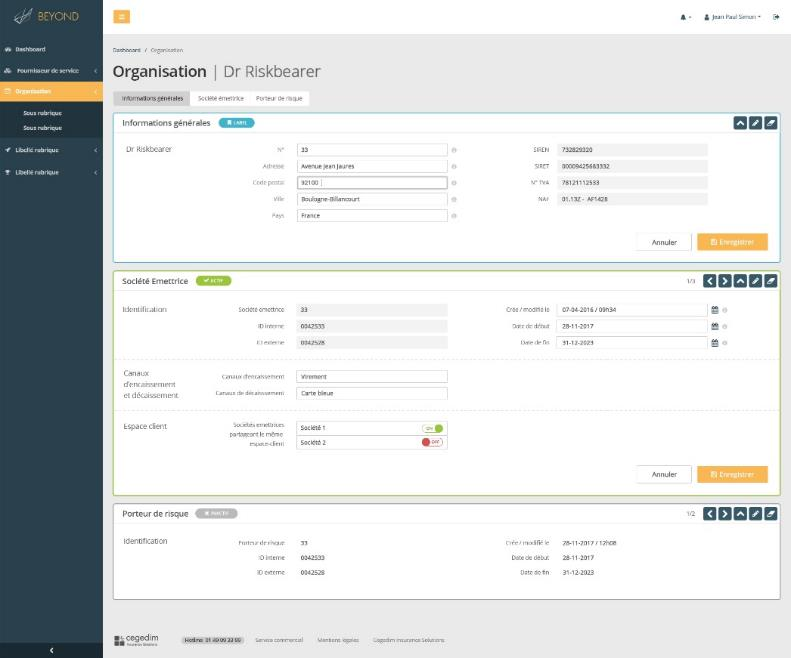 BEYOND
Jean Paul Simon
Dashboard
Fournisseur de service
Organisation
Sous rubrique
Sous rubrique
Libellé rubrique
Libellé rubrique
Dashboard / Organisation
Organisation | Dr Riskbearer
Informations générales Société émettrice Porteur de risque
Informations générales LABEL
Dr Riskbearer N° 33 SIREN 732829320
Adresse Avenue Jean Jaures SIRET 00009425663332
Code postal 92100 N° TVA 78121112533
Ville Boulogne-Billancourt NAF 01.13Z - AF1428
Pays France
Annuler Enregistrer
Société Emettrice ACTIF 1/3
Identification Société émettrice 33 Crée / modifié le 07-04-2016 / 09h34
ID interne 0042533 Date de début 28-11-2017
ID externe 0042528 Date de fin 31-12-2023
Canaux
d'encaissement
et décaissement
Canaux d'encaissement Virement
Canaux de décaissement Carte bleue
Espace client
Sociétés emettrices
partageant le même
espace-client
Société 1 ON
Société 2 OFF
Annuler Enregistrer
Porteur de risque INACTIF 1/2
Identification Porteur de risque 33 Crée / modifié le 28-11-2017 / 12h08
ID interne 0042533 Date de début 28-11-2017
ID externe 0042528 Date de fin 31-12-2023
cegedim
Insurance Solutions
Hotline 01 49 09 33 99 Service commercial Mentions légales Cegedim Insurance Solutions